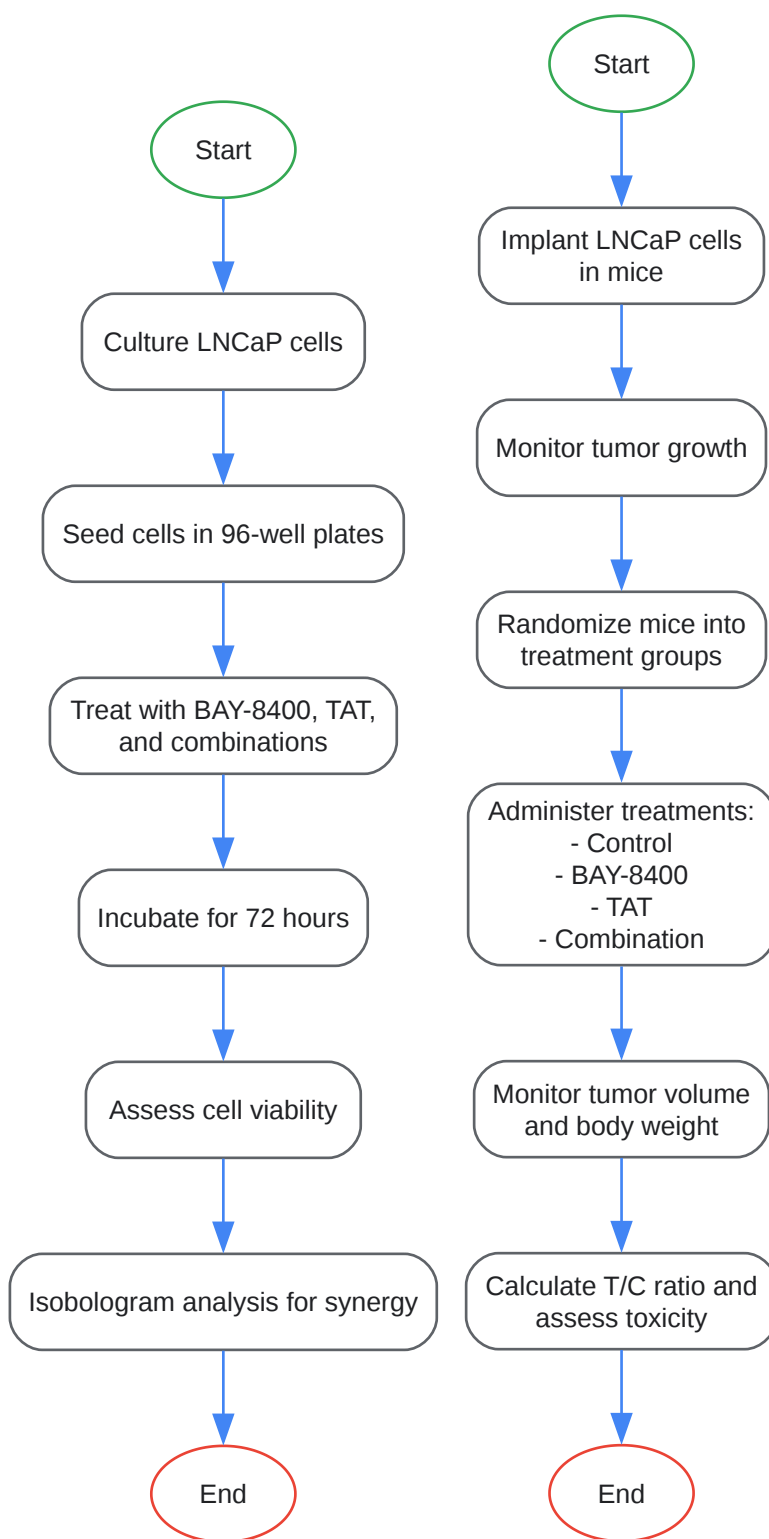 Start
Culture LNCaP cells
Seed cells in 96-well plates
Treat with BAY-8400, TAT,
and combinations
Incubate for 72 hours
Assess cell viability
Isobologram analysis for synergy
End
Start
Implant LNCaP cells
in mice
Monitor tumor growth
Randomize mice into
treatment groups
Administer treatments:
- Control
- BAY-8400
- TAT
- Combination
Monitor tumor volume
and body weight
Calculate T/C ratio and
assess toxicity
End